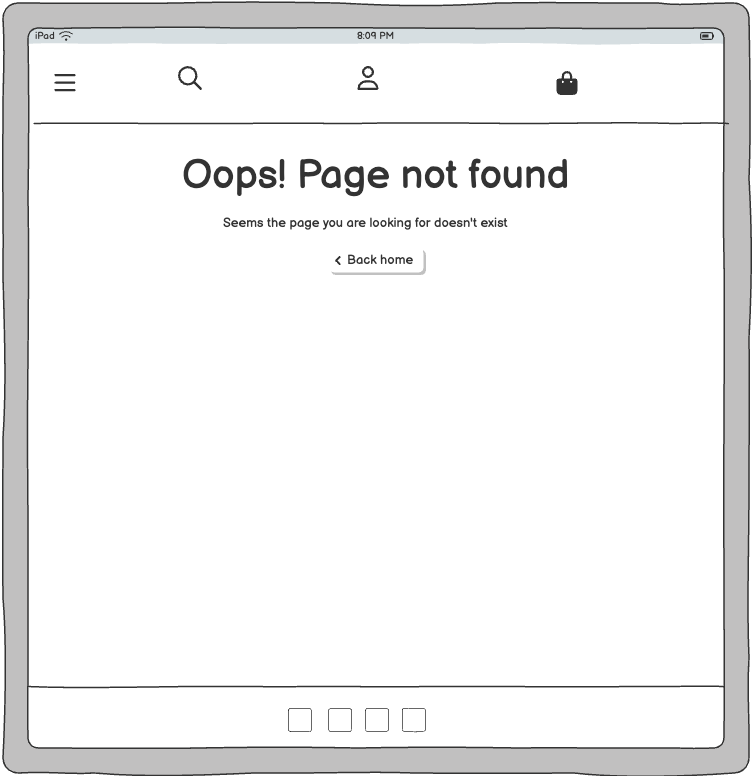 iPad 8:09 PM
Oops! Page not found
Seems the page you are looking for doesn't exist
Back home